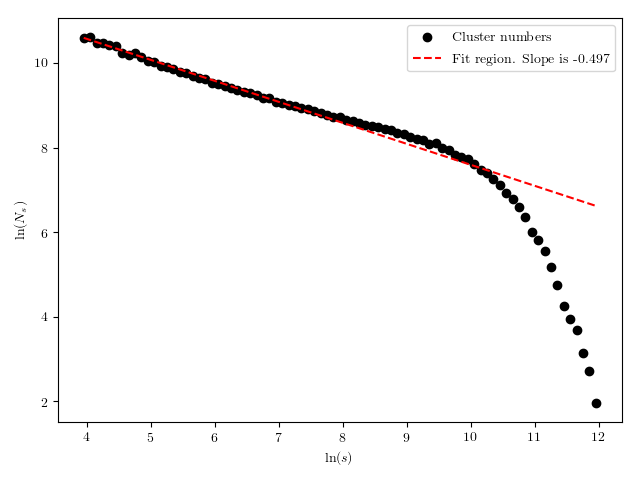 Cluster numbers
Fit region. Slope is -0.497
10
8
6
4
2
ln(N_s)
4 5 6 7 8 9 10 11 12
ln(s)